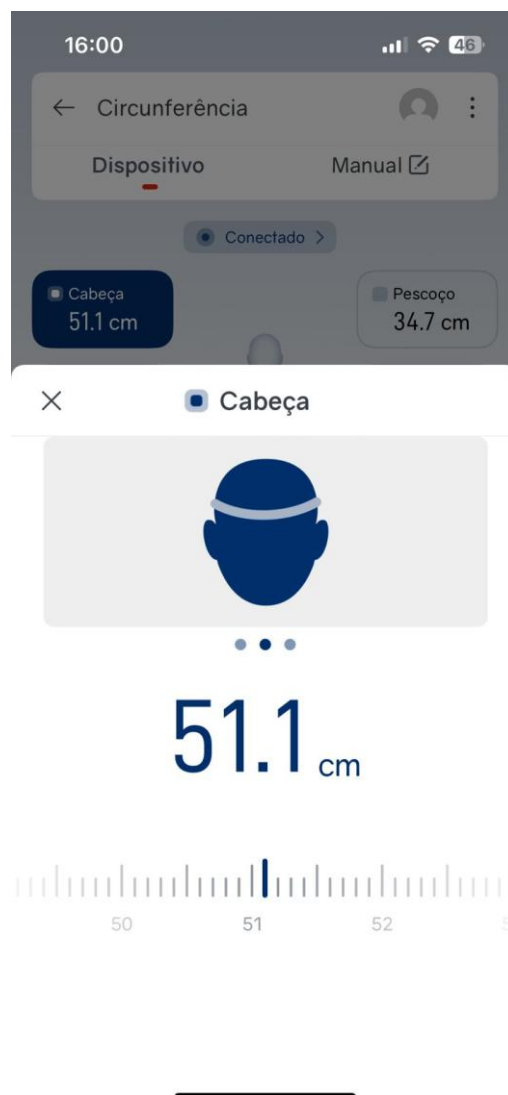 16:00 46
Circunferência
Dispositivo Manual
Conectado >
Cabeça Pescoço
51.1 cm 34.7 cm
Cabeça
51.1 cm
50 51 52